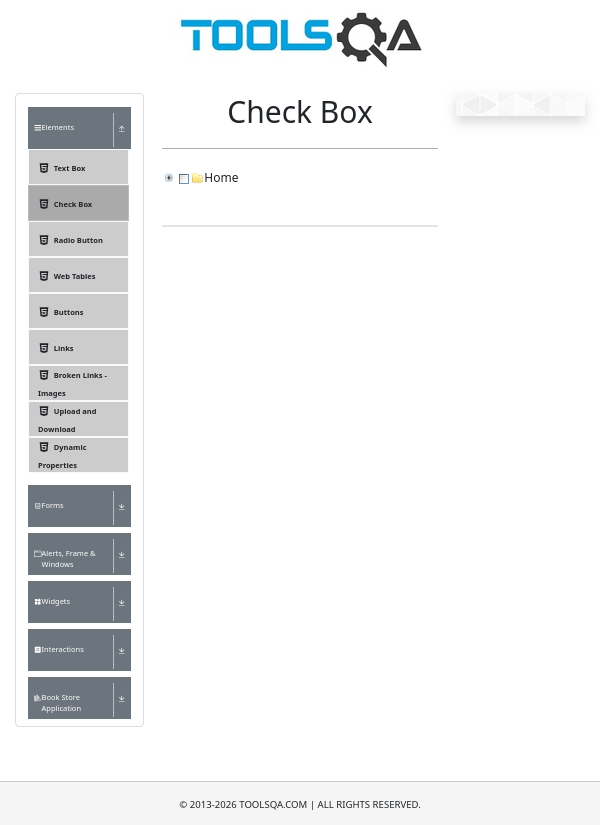 TOOLSQA
Elements
Text Box
Check Box
Radio Button
Web Tables
Buttons
Links
Broken Links -
Images
Upload and
Download
Dynamic
Properties
Forms
Alerts, Frame &
Windows
Widgets
Interactions
Book Store
Application
Check Box
Home
© 2013-2026 TOOLSQA.COM | ALL RIGHTS RESERVED.